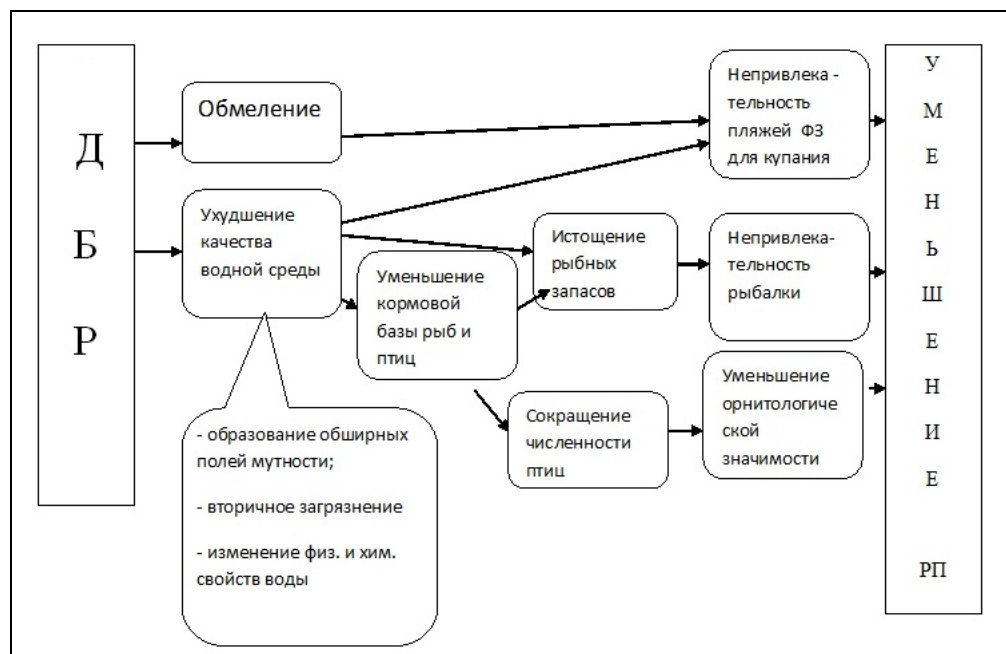 Д
Б
Р
Обмеление
Ухудшение
качества
водной среды
- образование обширных
полей мутности;
- вторичное загрязнение
- изменение физ. и хим.
свойств воды
Уменьшение
кормовой
базы рыб и
птиц
Истощение
рыбных
запасов
Сокращение
численности
птиц
Непривлека -
тельность
пляжей ФЗ
для купания
Непривлека-
тельность
рыбалки
Уменьшение
орнитологиче
ской
значимости
У
М
Е
Н
Ь
Ш
Е
Н
И
Е
РП